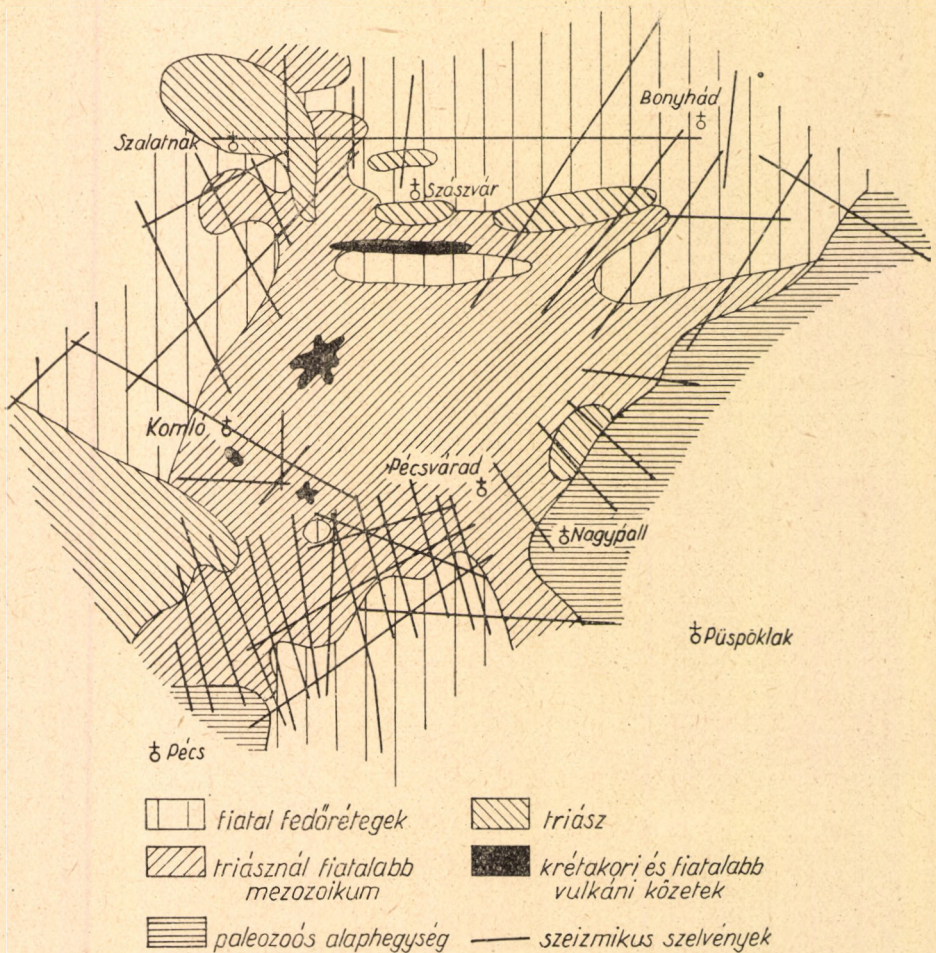 Bonyhád
Szalatnak
Szászvár
Komló
Pécsvárad
Nagypall
Püspöklak
Pécs
fiatal fedőrétegek
triász
triásznál fiatalabb
mezozoikum
krétakori és fiatalabb
vulkáni kőzetek
paleozoós alaphegység
szeizmikus szelvények